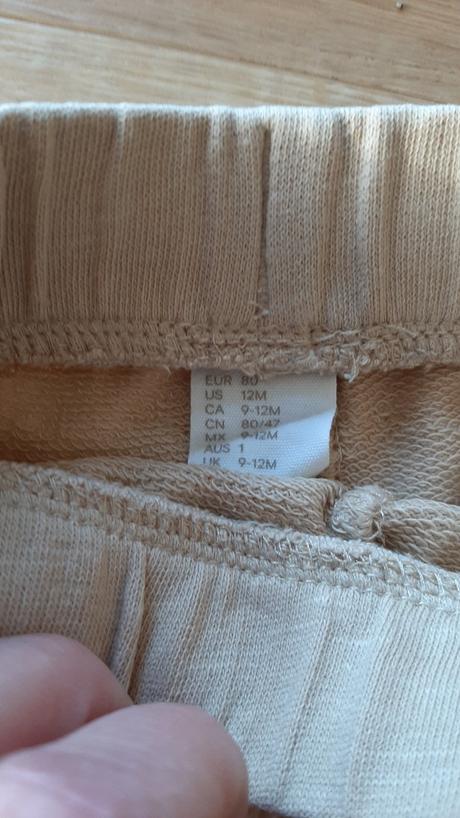 EUR 80
US 12M
CA 9-12M
CN 80/47
MX 9-12M
AUS 1
UK 9-12M